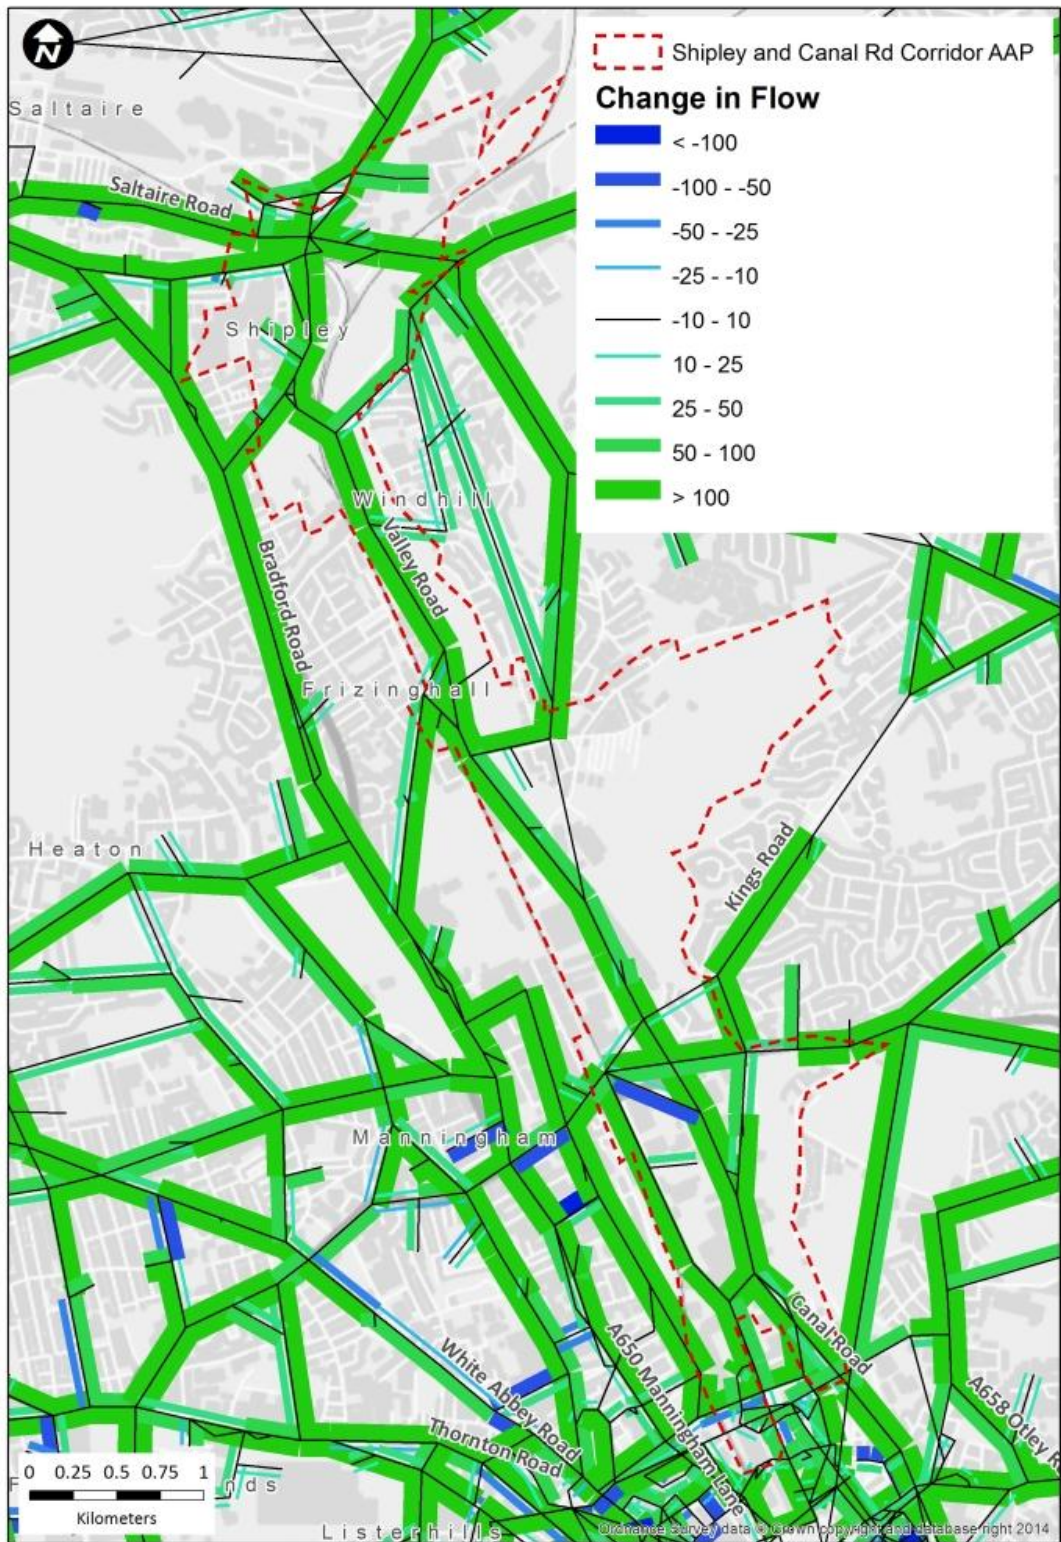 N
Saltaire
Saltaire Road
Shipley
Windhill
Valley Road
Bradford Road
Frizinghall
Heaton
Kings Road
Manningham
Canal Road
A650 Manningham Lane
White Abbey Road
Thornton Road
A658 Otley R
nds
Listerhills
Shipley and Canal Rd Corridor AAP
Change in Flow
< -100
-100 - -50
-50 - -25
-25 - -10
-10 - 10
10 - 25
25 - 50
50 - 100
> 100
0 0.25 0.5 0.75 1
Kilometers
Ordnance Survey data © Crown copyright and database right 2014